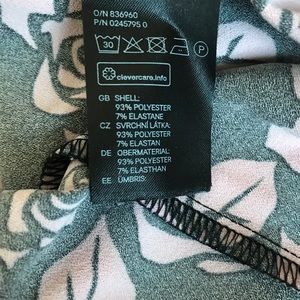 O/N 836960
P/N 0245795 0
30
P
clevercare.info
GB SHELL:
93% POLYESTER
7% ELASTANE
CZ SVRCHNÍ LÁTKA:
93% POLYESTER
7% ELASTAN
DE OBERMATERIAL:
93% POLYESTER
7% ELASTHAN
EE ÜMBRIS: